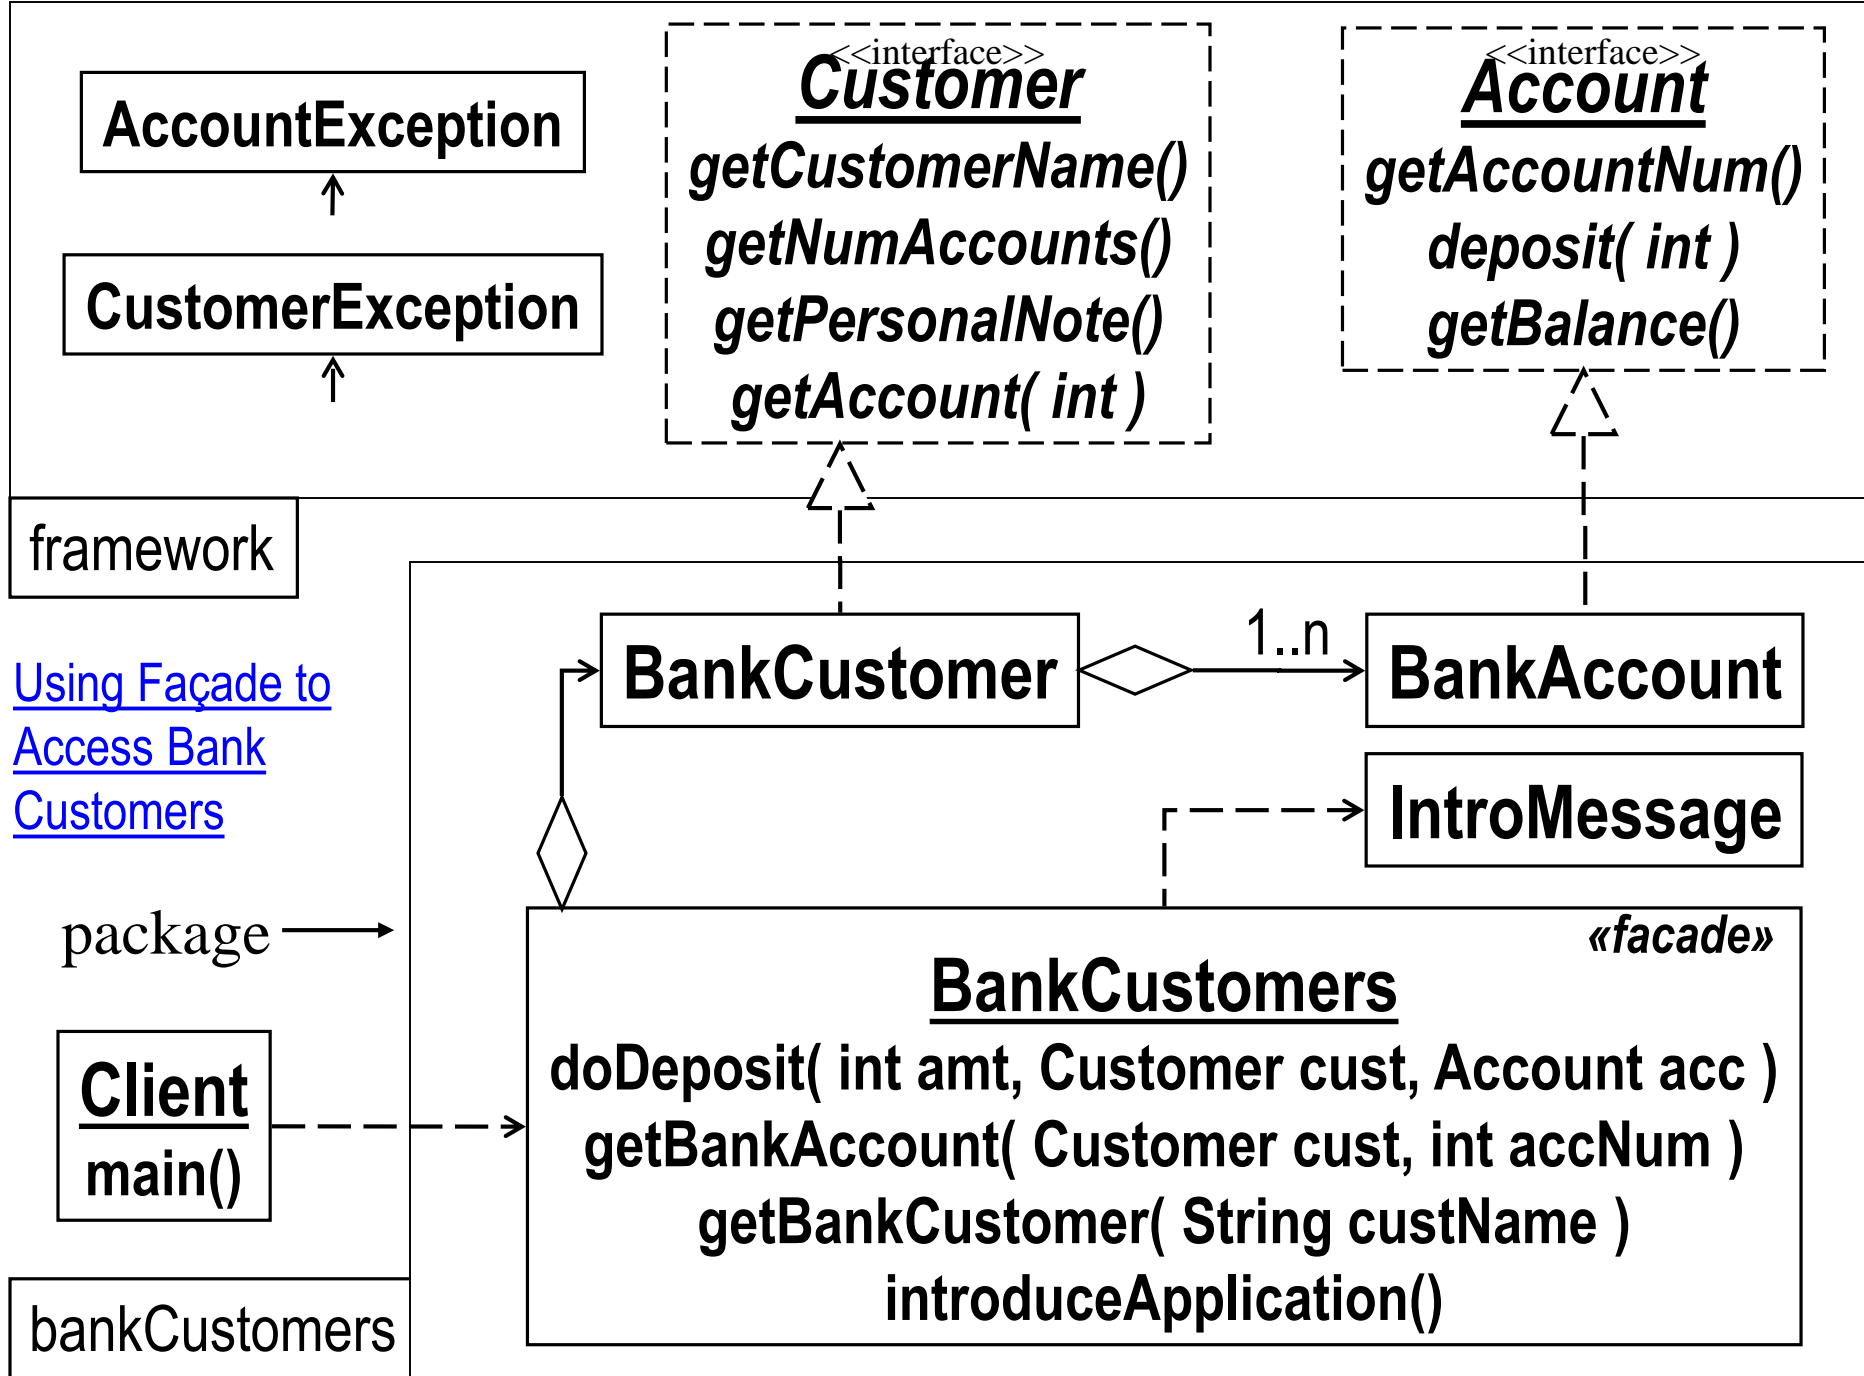 <<interface>>
Customer
getCustomerName()
getNumAccounts()
getPersonalNote()
getAccount( int )
<<interface>>
Account
getAccountNum()
deposit( int )
getBalance()
AccountException
CustomerException
framework
Using Façade to
Access Bank
Customers
BankCustomer
1..n
BankAccount
IntroMessage
package
Client
main()
«facade»
BankCustomers
doDeposit( int amt, Customer cust, Account acc )
getBankAccount( Customer cust, int accNum )
getBankCustomer( String custName )
introduceApplication()
bankCustomers